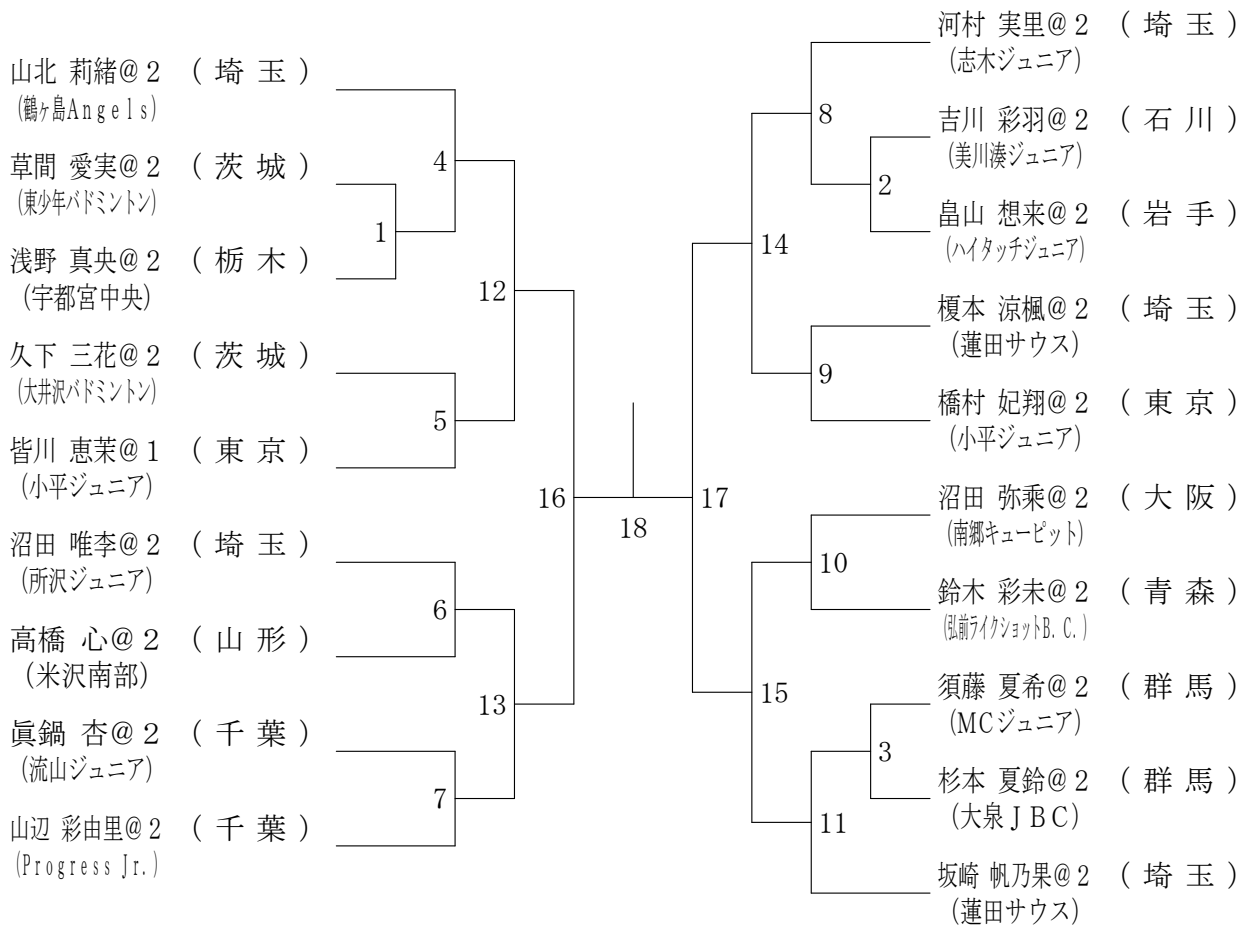 山北 莉緒@2 (埼玉)
(鶴ヶ島Angels)
草間 愛実@2 (茨城)
(東少年バドミントン)
浅野 真央@2 (栃木)
(宇都宮中央)
久下 三花@2 (茨城)
(大井沢バドミントン)
皆川 恵茉@1 (東京)
(小平ジュニア)
沼田 唯李@2 (埼玉)
(所沢ジュニア)
高橋 心@2 (山形)
(米沢南部)
眞鍋 杏@2 (千葉)
(流山ジュニア)
山辺 彩由里@2 (千葉)
(Progress Jr.)
4
1
12
5
16
6
13
7
18
8
2
14
9
17
10
15
3
11
河村 実里@2 (埼玉)
(志木ジュニア)
吉川 彩羽@2 (石川)
(美川湊ジュニア)
畠山 想来@2 (岩手)
(ハイタッチジュニア)
榎本 涼楓@2 (埼玉)
(蓮田サウス)
橋村 妃翔@2 (東京)
(小平ジュニア)
沼田 弥乘@2 (大阪)
(南郷キューピット)
鈴木 彩未@2 (青森)
(弘前ライクショットB.C.)
須藤 夏希@2 (群馬)
(MCジュニア)
杉本 夏鈴@2 (群馬)
(大泉JBC)
坂崎 帆乃果@2 (埼玉)
(蓮田サウス)